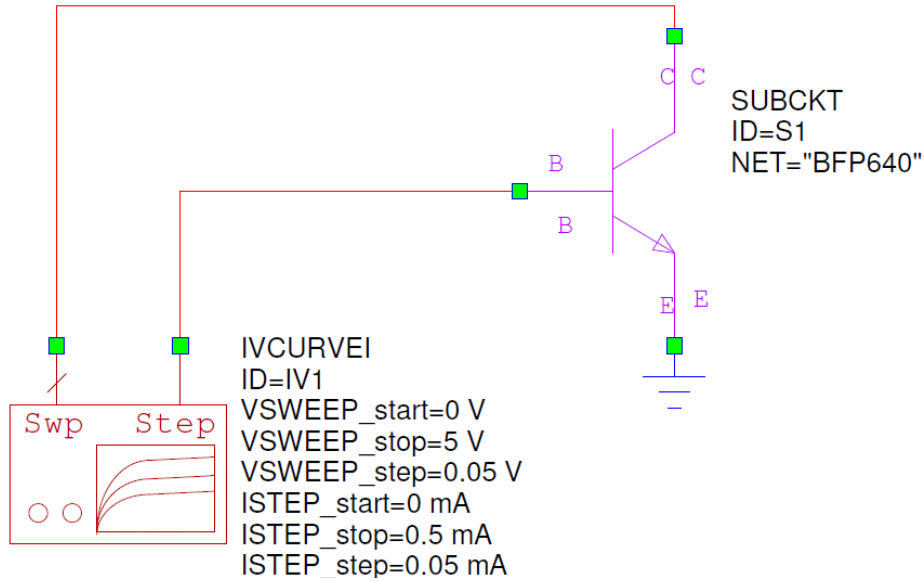 C C
SUBCKT
ID=S1
NET="BFP640"
B
B
E E
IVCURVEI
ID=IV1
Swp Step
VSWEEP_start=0 V
VSWEEP_stop=5 V
VSWEEP_step=0.05 V
ISTEP_start=0 mA
ISTEP_stop=0.5 mA
ISTEP_step=0.05 mA